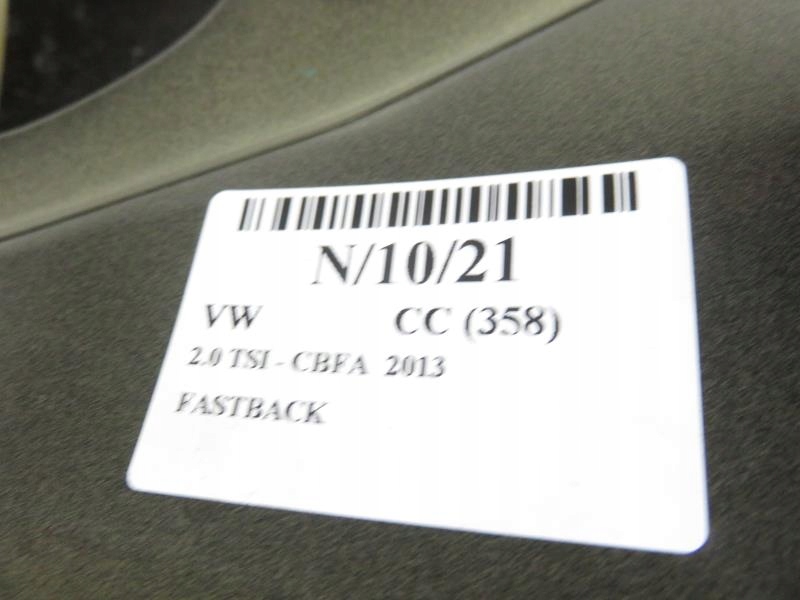 N/10/21
VW CC (358)
2.0 TSI - CBFA 2013
FASTBACK